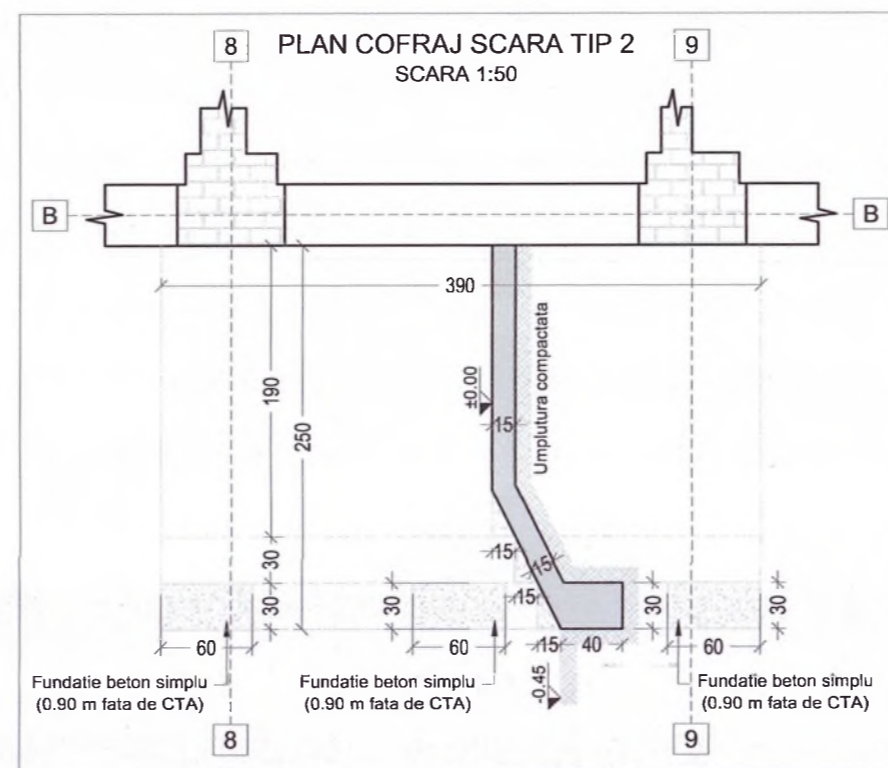 8
PLAN COFRAJ SCARA TIP 2
9
SCARA 1:50
B
B
390
190
250
±0.00
15
Umplutura compactata
30
15
15
30
30
15
30
30
60
60
15
40
60
Fundatie beton simplu
(0.90 m fata de CTA)
Fundatie beton simplu
(0.90 m fata de CTA)
-0.45
Fundatie beton simplu
(0.90 m fata de CTA)
8
9